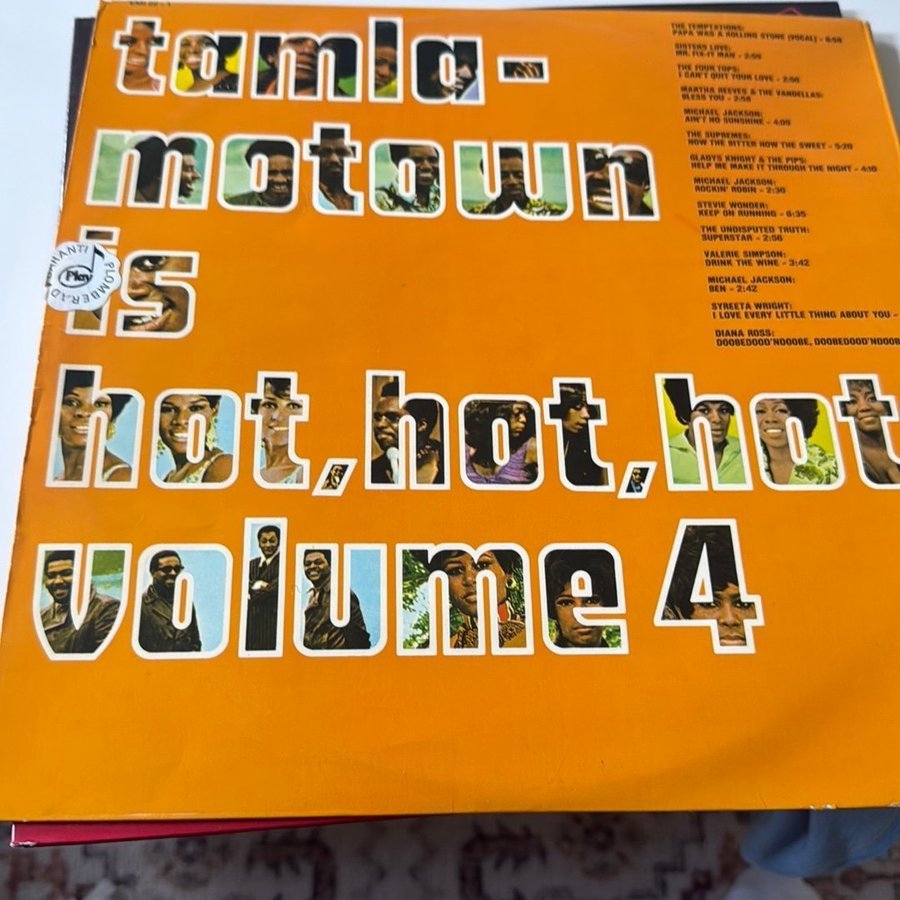 tamla-
motown
is
hot,hot,hot
volume 4
THE TEMPTATIONS:
PAPA WAS A ROLLING STONE (VOCAL) - 6:58
SISTERS LOVE:
MR. FIX-IT MAN - 2:56
THE FOUR TOPS:
I CAN'T QUIT YOUR LOVE - 2:56
MARTHA REEVES & THE VANDELLAS:
BLESS YOU - 2:58
MICHAEL JACKSON:
AIN'T NO SUNSHINE - 4:09
THE SUPREMES:
NOW THE BITTER NOW THE SWEET - 5:20
GLADYS KNIGHT & THE PIPS:
HELP ME MAKE IT THROUGH THE NIGHT - 4:10
MICHAEL JACKSON:
ROCKIN' ROBIN - 2:30
STEVIE WONDER:
KEEP ON RUNNING - 6:35
THE UNDISPUTED TRUTH:
SUPERSTAR - 2:56
VALERIE SIMPSON:
DRINK THE WINE - 3:42
MICHAEL JACKSON:
BEN - 2:42
SYREETA WRIGHT:
I LOVE EVERY LITTLE THING ABOUT YOU -
DIANA ROSS:
DOOBEDOOD'NDOOBE, DOOBEDOOD'NDOOB
Play